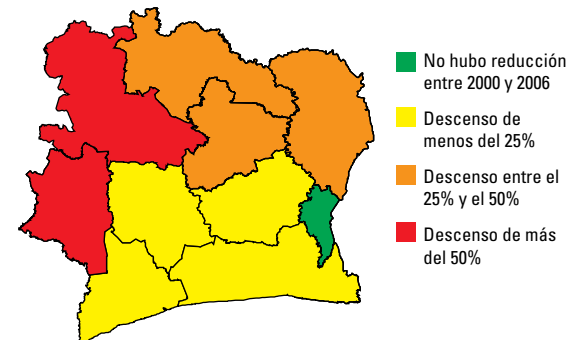 No hubo reducción
entre 2000 y 2006
Descenso de
menos del 25%
Descenso entre el
25% y el 50%
Descenso de más
del 50%